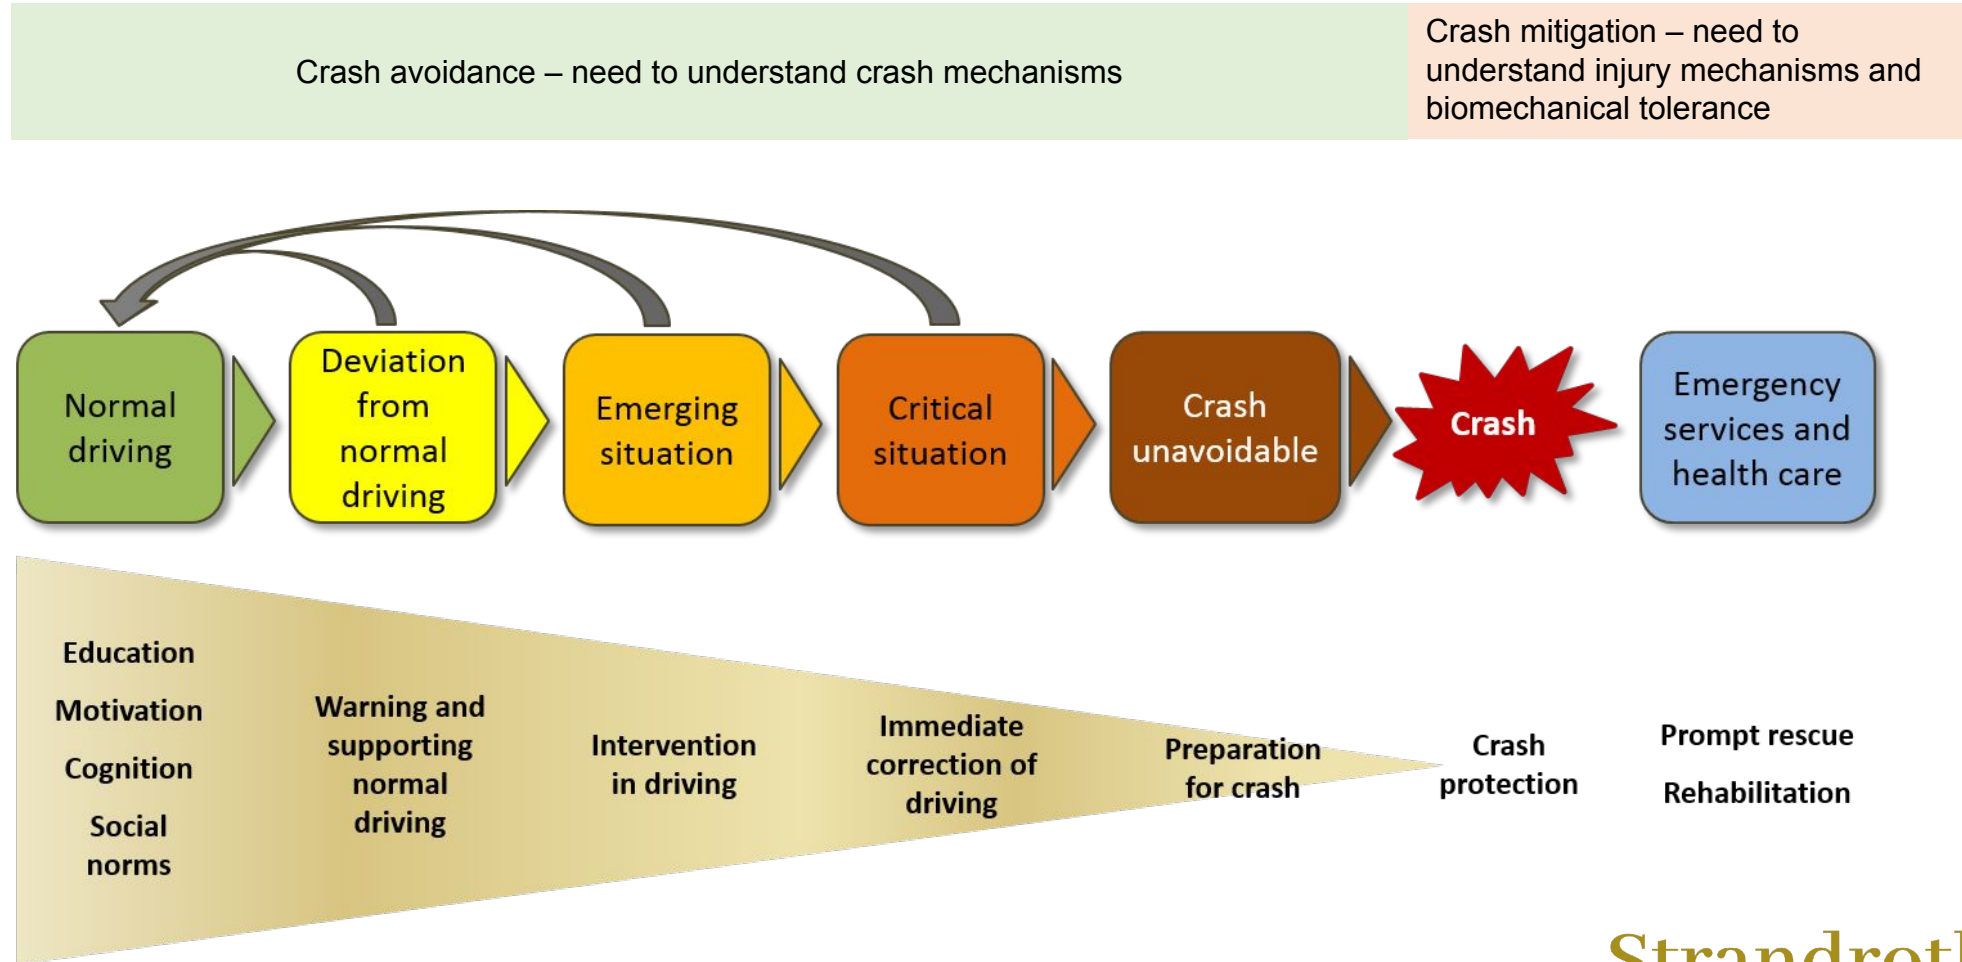 Crash avoidance – need to understand crash mechanisms
Crash mitigation – need to
understand injury mechanisms and
biomechanical tolerance
Normal
driving
Deviation
from
normal
driving
Emerging
situation
Critical
situation
Crash
unavoidable
Crash
Emergency
services and
health care
Education
Motivation
Cognition
Social
norms
Warning and
supporting
normal
driving
Intervention
in driving
Immediate
correction of
driving
Preparation
for crash
Crash
protection
Prompt rescue
Rehabilitation